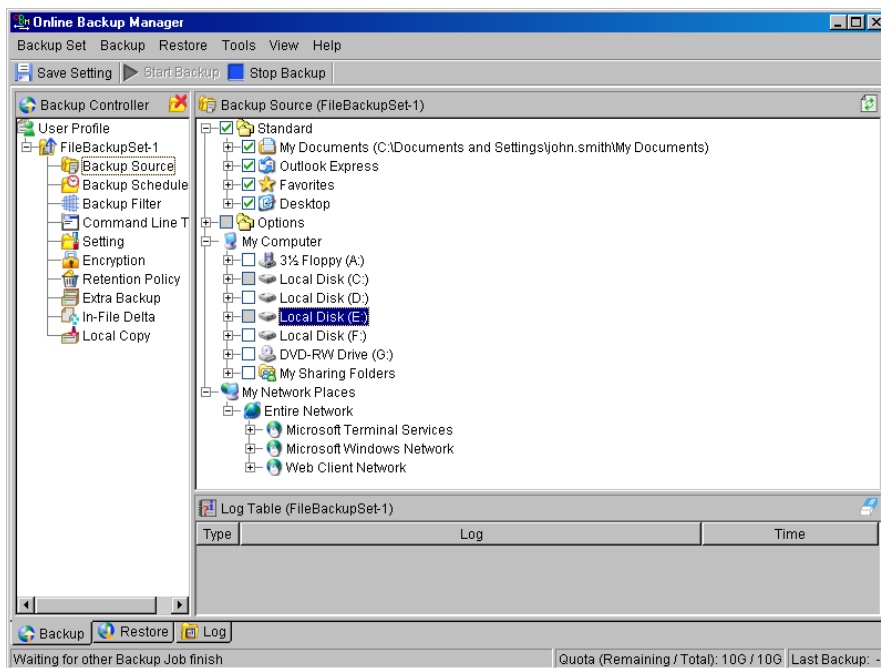 Online Backup Manager
Backup Set Backup Restore Tools View Help
Save Setting Start Backup Stop Backup
Backup Controller
User Profile
FileBackupSet-1
Backup Source
Backup Schedule
Backup Filter
Command Line T
Setting
Encryption
Retention Policy
Extra Backup
In-File Delta
Local Copy
Backup Source (FileBackupSet-1)
Standard
My Documents (C:\Documents and Settings\john.smith\My Documents)
Outlook Express
Favorites
Desktop
Options
My Computer
3½ Floppy (A:)
Local Disk (C:)
Local Disk (D:)
Local Disk (E:)
Local Disk (F:)
DVD-RW Drive (G:)
My Sharing Folders
My Network Places
Entire Network
Microsoft Terminal Services
Microsoft Windows Network
Web Client Network
Log Table (FileBackupSet-1)
Type Log Time
Backup Restore Log
Waiting for other Backup Job finish Quota (Remaining / Total): 10G / 10G Last Backup: -